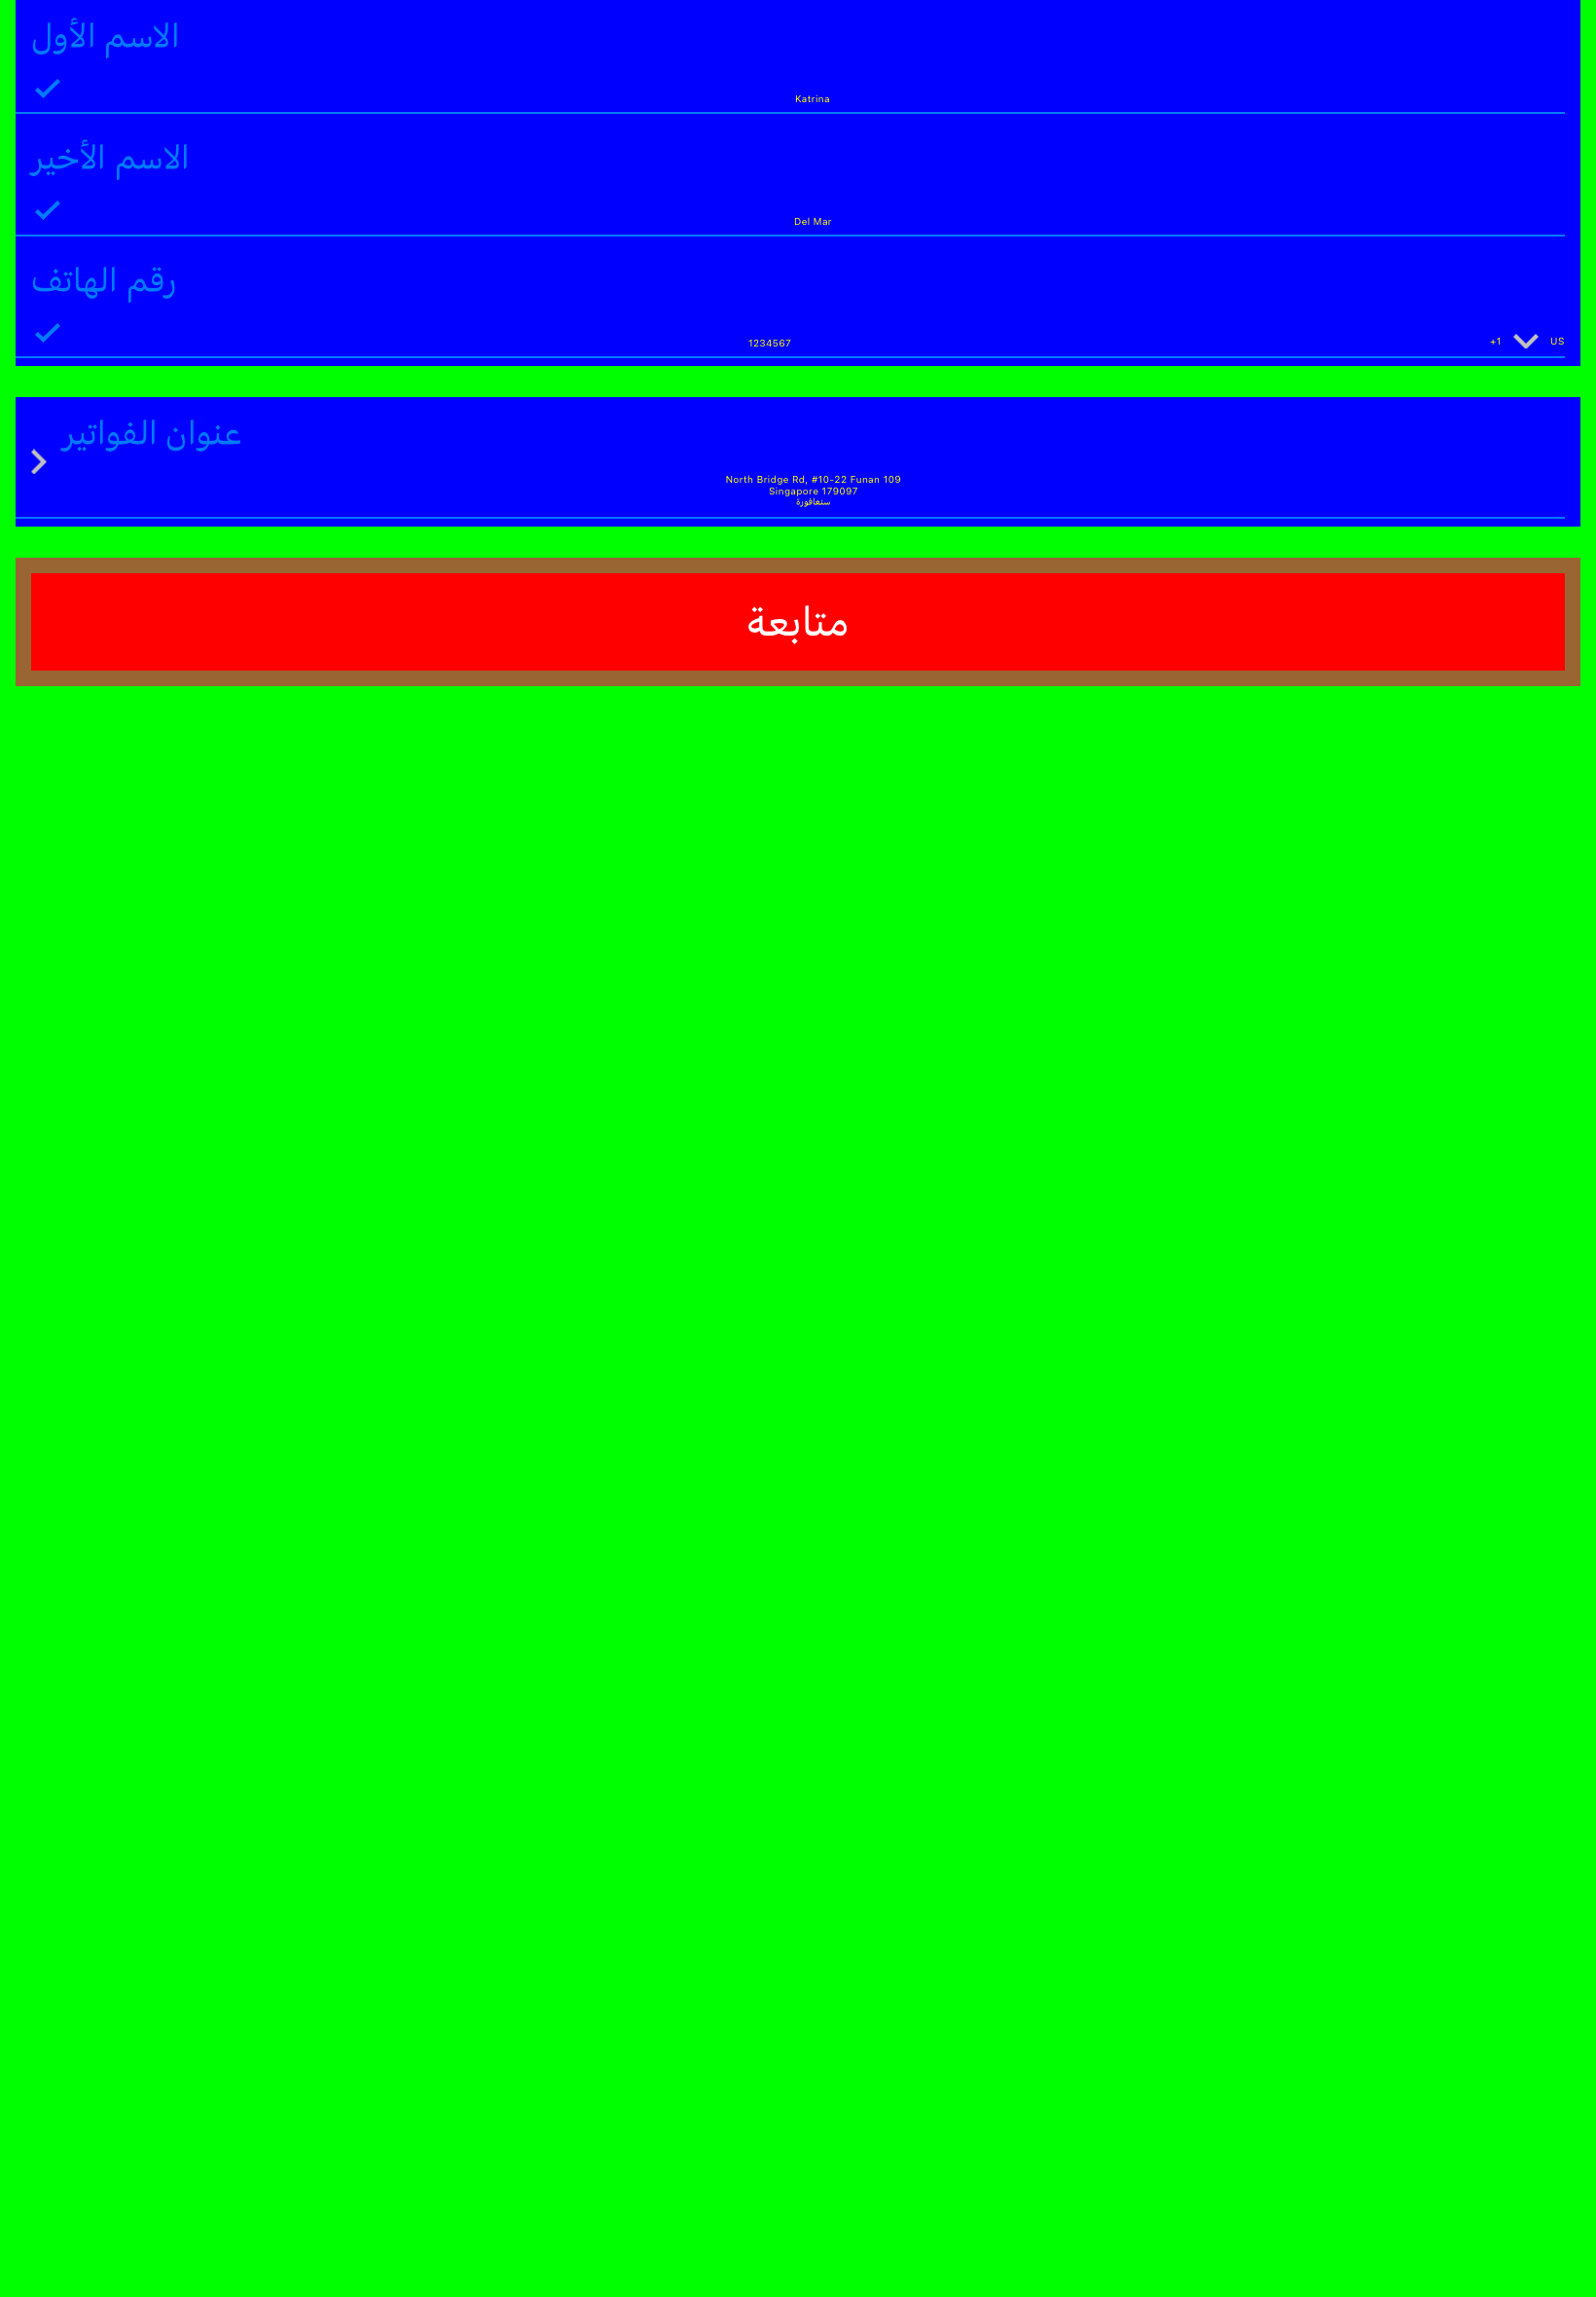 الاسم الأول
Katrina
الاسم الأخير
Del Mar
رقم الهاتف
US +1 1234567
عنوان الفواتير
North Bridge Rd, #10-22 Funan 109
Singapore 179097
سنغافورة
متابعة